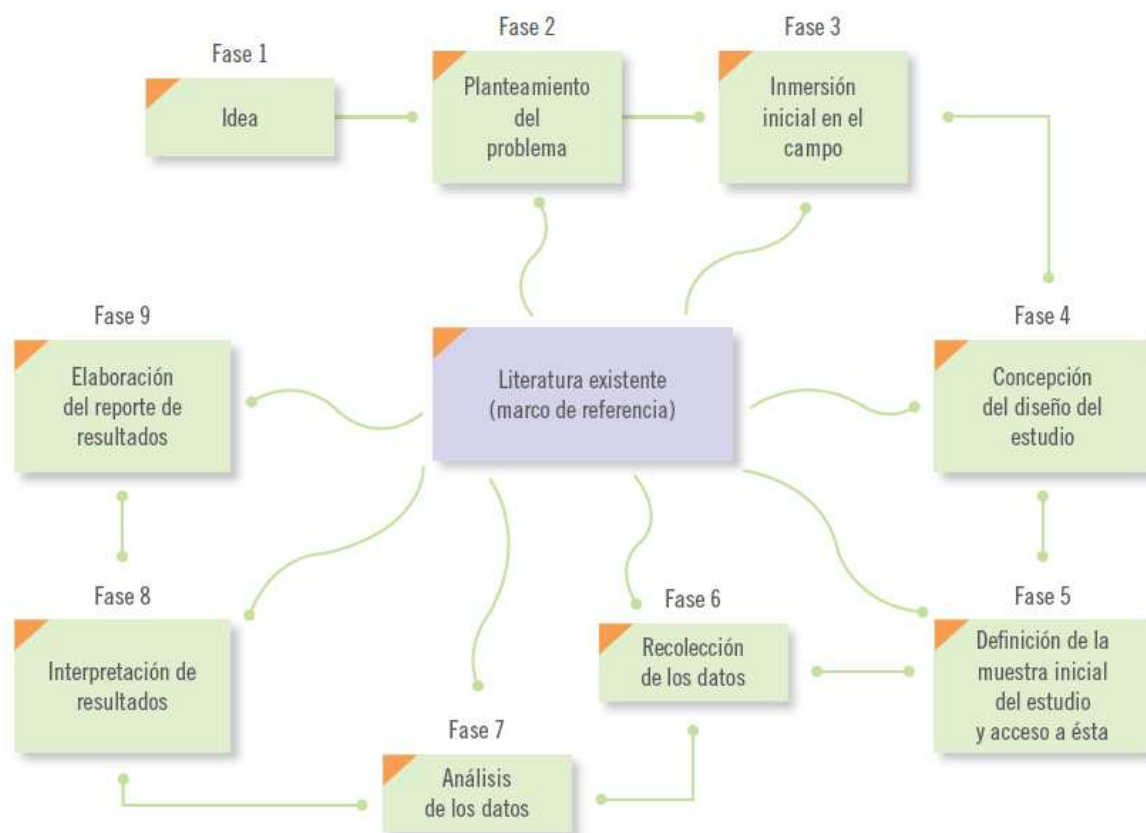 Fase 1
Idea
Fase 2
Planteamiento
del
problema
Fase 3
Inmersión
inicial en el
campo
Fase 4
Concepción
del diseño del
estudio
Fase 5
Definición de la
muestra inicial
del estudio
y acceso a ésta
Fase 6
Recolección
de los datos
Fase 7
Análisis
de los datos
Fase 8
Interpretación de
resultados
Fase 9
Elaboración
del reporte de
resultados
Literatura existente
(marco de referencia)